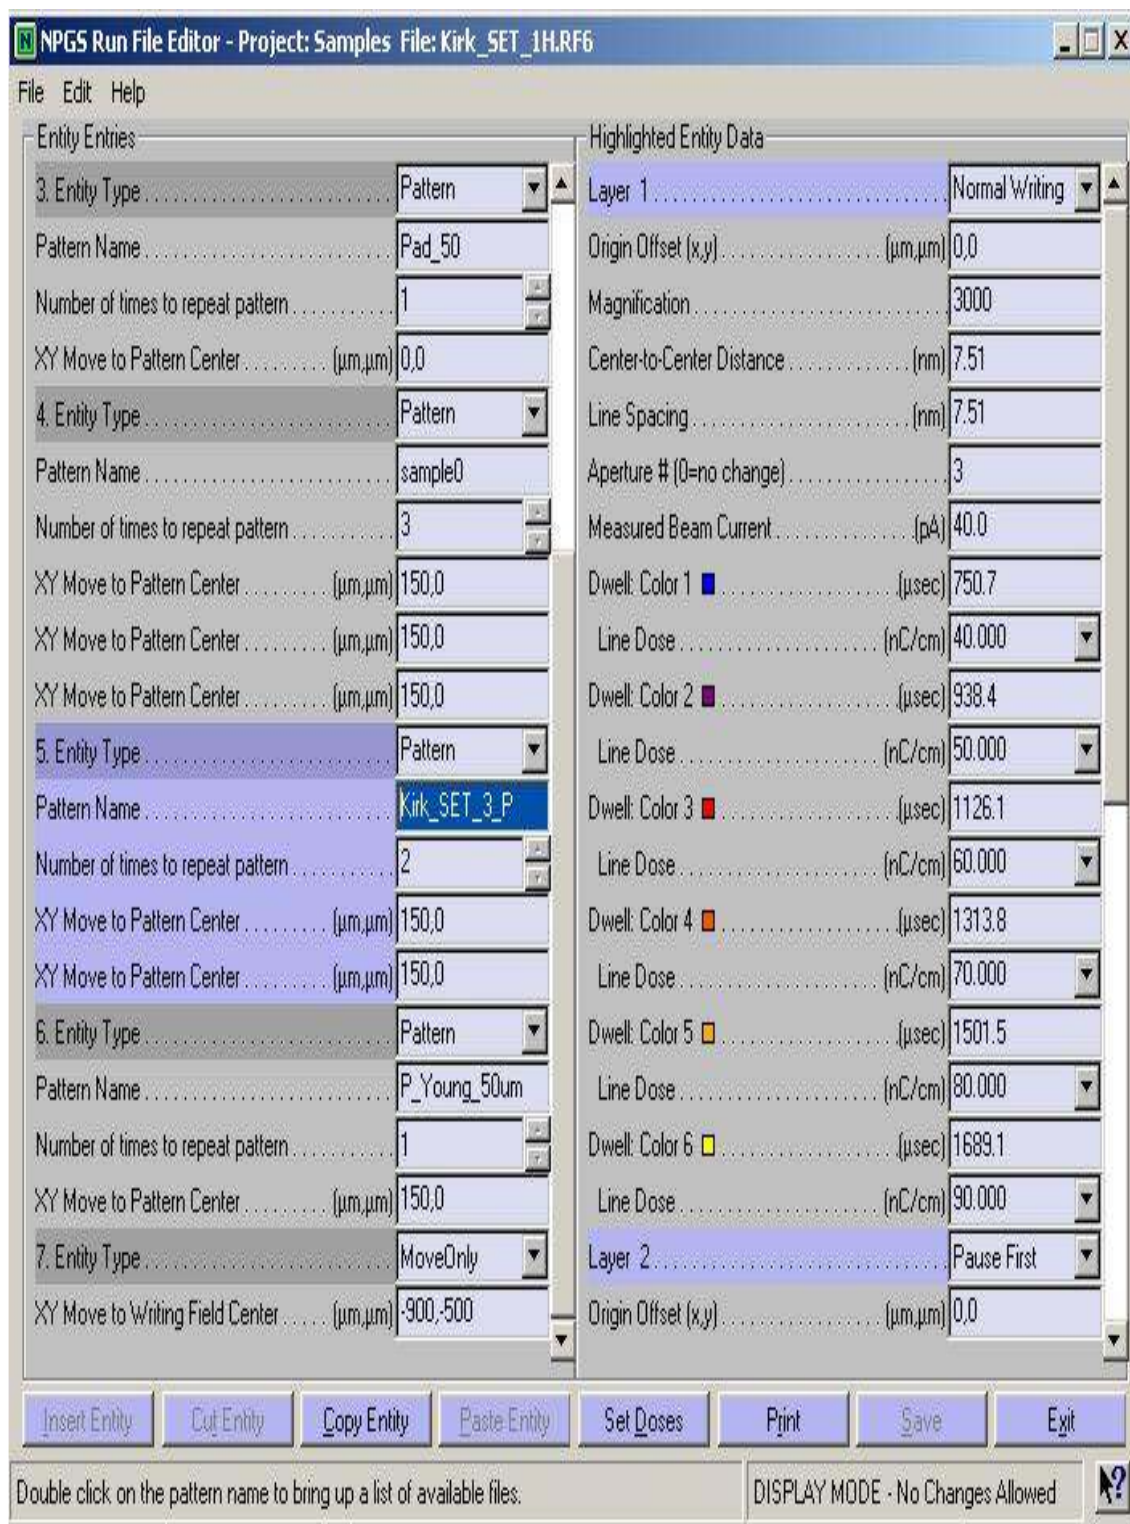 NPGS Run File Editor - Project: Samples File: Kirk_SET_1H.RF6
File Edit Help
Entity Entries
3. Entity Type Pattern
Pattern Name Pad_50
Number of times to repeat pattern 1
XY Move to Pattern Center (µm,µm) 0,0
4. Entity Type Pattern
Pattern Name sample0
Number of times to repeat pattern 3
XY Move to Pattern Center (µm,µm) 150,0
XY Move to Pattern Center (µm,µm) 150,0
XY Move to Pattern Center (µm,µm) 150,0
5. Entity Type Pattern
Pattern Name Kirk_SET_3_P
Number of times to repeat pattern 2
XY Move to Pattern Center (µm,µm) 150,0
XY Move to Pattern Center (µm,µm) 150,0
6. Entity Type Pattern
Pattern Name P_Young_50um
Number of times to repeat pattern 1
XY Move to Pattern Center (µm,µm) 150,0
7. Entity Type MoveOnly
XY Move to Writing Field Center (µm,µm) -900,-500
Highlighted Entity Data
Layer 1 Normal Writing
Origin Offset (x,y) (µm,µm) 0,0
Magnification 3000
Center-to-Center Distance (nm) 7.51
Line Spacing (nm) 7.51
Aperture # (0=no change) 3
Measured Beam Current (pA) 40.0
Dwell: Color 1 (µsec) 750.7
Line Dose (nC/cm) 40.000
Dwell: Color 2 (µsec) 938.4
Line Dose (nC/cm) 50.000
Dwell: Color 3 (µsec) 1126.1
Line Dose (nC/cm) 60.000
Dwell: Color 4 (µsec) 1313.8
Line Dose (nC/cm) 70.000
Dwell: Color 5 (µsec) 1501.5
Line Dose (nC/cm) 80.000
Dwell: Color 6 (µsec) 1689.1
Line Dose (nC/cm) 90.000
Layer 2 Pause First
Origin Offset (x,y) (µm,µm) 0,0
Insert Entity Cut Entity Copy Entity Paste Entity Set Doses Print Save Exit
Double click on the pattern name to bring up a list of available files. DISPLAY MODE - No Changes Allowed